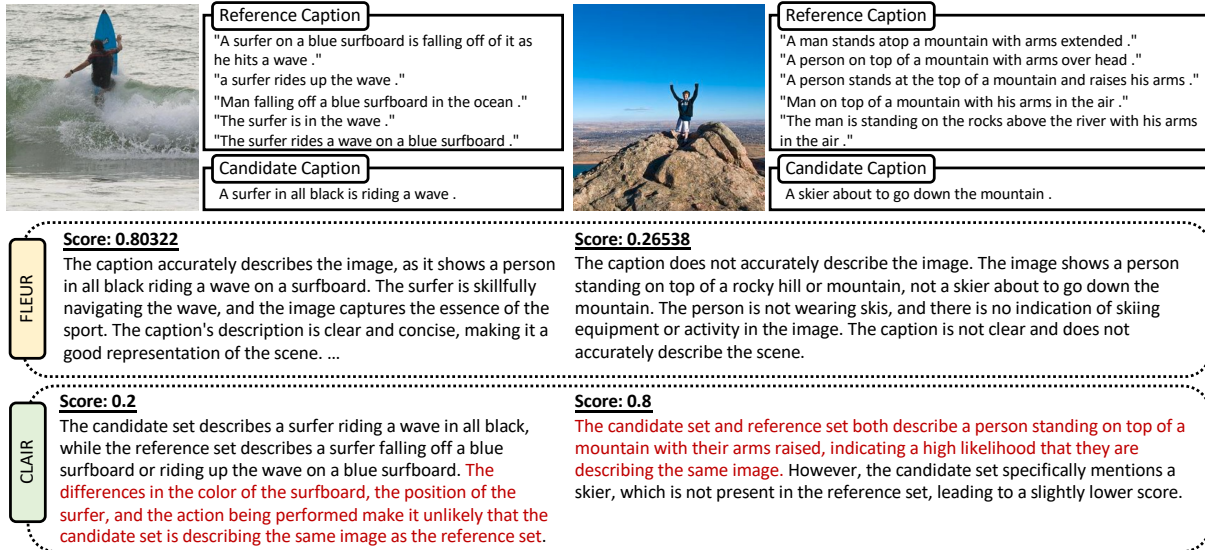 Reference Caption
"A surfer on a blue surfboard is falling off of it as
he hits a wave ."
"a surfer rides up the wave ."
"Man falling off a blue surfboard in the ocean ."
"The surfer is in the wave ."
"The surfer rides a wave on a blue surfboard ."
Candidate Caption
A surfer in all black is riding a wave .
Reference Caption
"A man stands atop a mountain with arms extended ."
"A person on top of a mountain with arms over head ."
"A person stands at the top of a mountain and raises his arms ."
"Man on top of a mountain with his arms in the air ."
"The man is standing on the rocks above the river with his arms
in the air ."
Candidate Caption
A skier about to go down the mountain .
FLEUR
Score: 0.80322
The caption accurately describes the image, as it shows a person
in all black riding a wave on a surfboard. The surfer is skillfully
navigating the wave, and the image captures the essence of the
sport. The caption's description is clear and concise, making it a
good representation of the scene. ...
Score: 0.26538
The caption does not accurately describe the image. The image shows a person
standing on top of a rocky hill or mountain, not a skier about to go down the
mountain. The person is not wearing skis, and there is no indication of skiing
equipment or activity in the image. The caption is not clear and does not
accurately describe the scene.
CLAIR
Score: 0.2
The candidate set describes a surfer riding a wave in all black,
while the reference set describes a surfer falling off a blue
surfboard or riding up the wave on a blue surfboard. The
differences in the color of the surfboard, the position of the
surfer, and the action being performed make it unlikely that the
candidate set is describing the same image as the reference set.
Score: 0.8
The candidate set and reference set both describe a person standing on top of a
mountain with their arms raised, indicating a high likelihood that they are
describing the same image. However, the candidate set specifically mentions a
skier, which is not present in the reference set, leading to a slightly lower score.